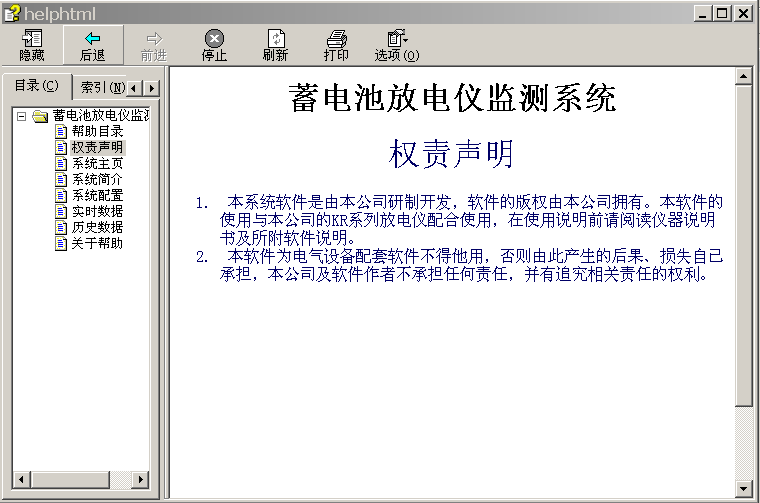 helphtml
隐藏 后退 前进 停止 刷新 打印 选项(O)
目录(C) 索引(N)
蓄电池放电仪监测
帮助目录
权责声明
系统主页
系统简介
系统配置
实时数据
历史数据
关于帮助
蓄电池放电仪监测系统
权责声明
1. 本系统软件是由本公司研制开发，软件的版权由本公司拥有。本软件的
使用与本公司的KR系列放电仪配合使用，在使用说明前请阅读仪器说明
书及所附软件说明。
2. 本软件为电气设备配套软件不得他用，否则由此产生的后果、损失自己
承担，本公司及软件作者不承担任何责任，并有追究相关责任的权利。